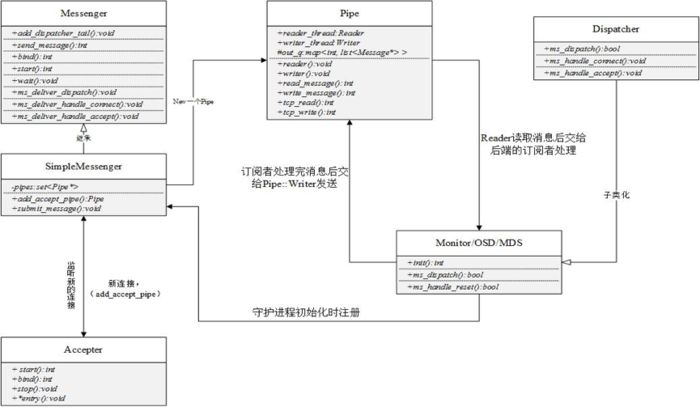 Messenger
+add_dispatcher_tail():void
+send_message():int
+bind():int
+start():int
+wait():void
+ms_deliver_dispatch():void
+ms_deliver_handle_connect():void
+ms_deliver_handle_accept():void
Pipe
+reader_thread:Reader
+writer_thread:Writer
#out_q:map<int, list<Message*> >
+reader():void
+writer():void
+read_message():int
+write_message():int
+tcp_read():int
+tcp_write():int
Dispatcher
+ms_dispatch():bool
+ms_handle_connect():void
+ms_handle_accept():void
New一个Pipe
继承
SimpleMessenger
-pipes:set<Pipe*>
+add_accept_pipe():Pipe
+submit_message():void
订阅者处理完消息后交
给Pipe::Writer发送
Reader读取消息后交给
后端的订阅者处理
子类化
Monitor/OSD/MDS
+init():int
+ms_dispatch():bool
+ms_handle_reset():bool
监听新
的连接
新连接，
（add_accept_pipe）
守护进程初始化时注册
Accepter
+ start():int
+bind():int
+stop():void
+ *entry():void